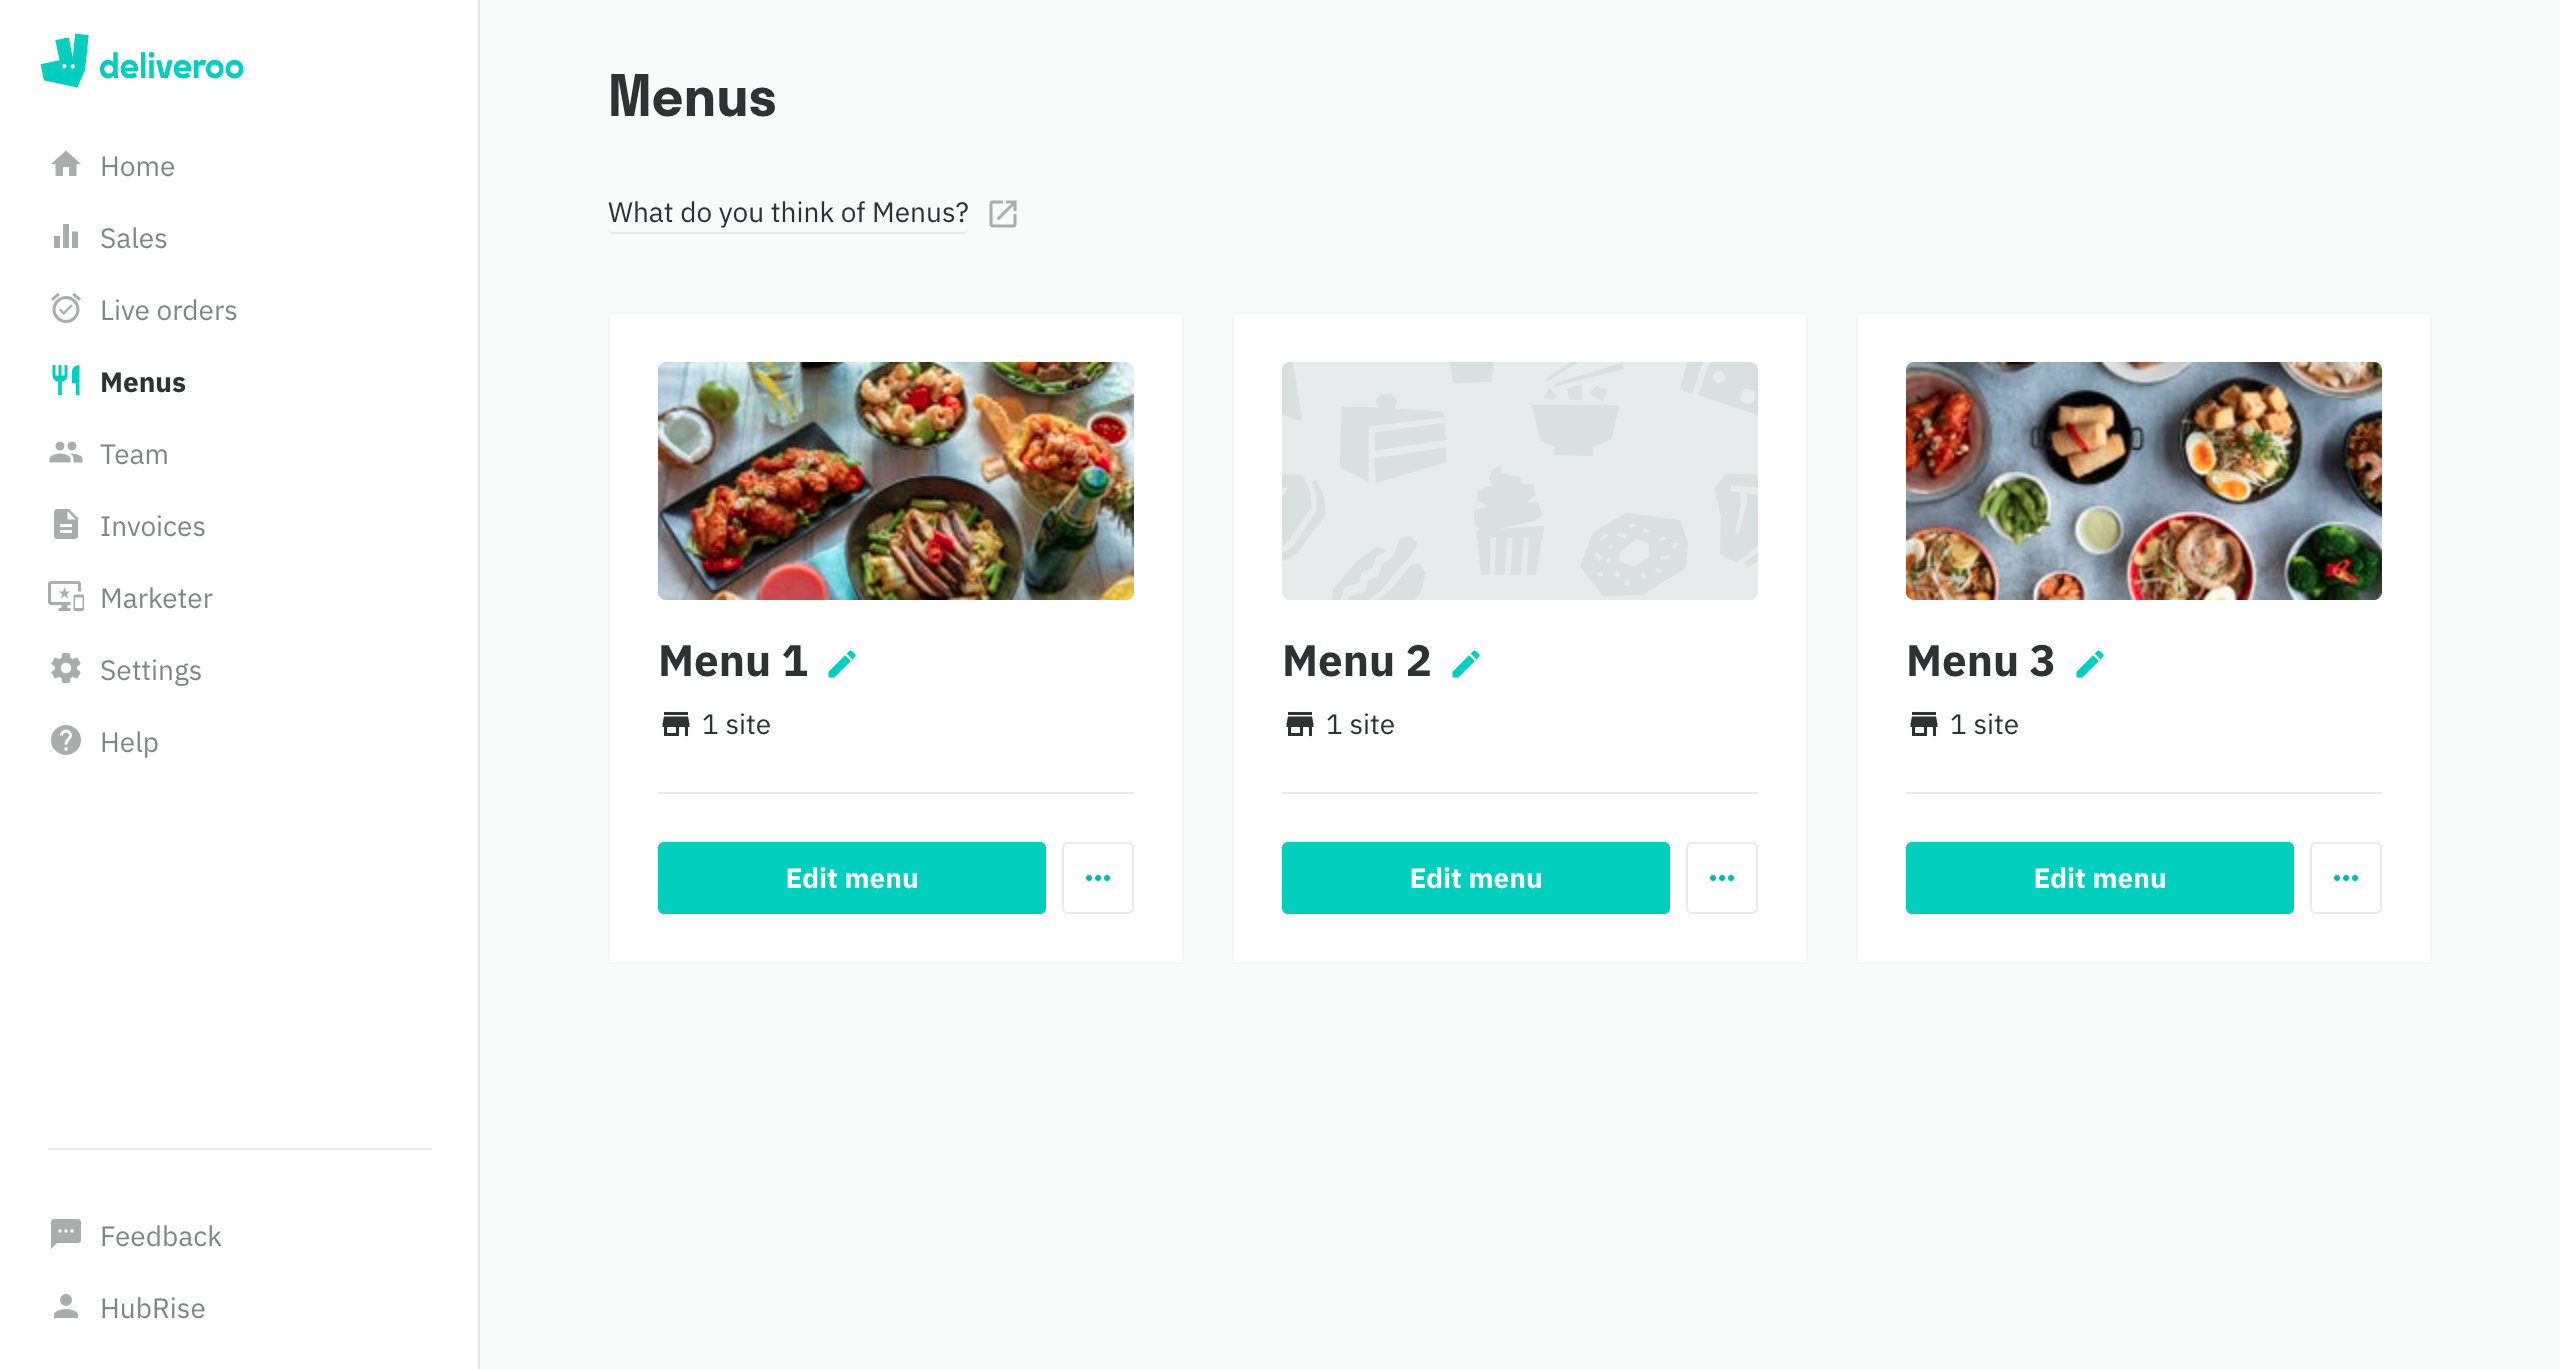 deliveroo
Home
Sales
Live orders
Menus
Team
Invoices
Marketer
Settings
Help
Feedback
HubRise
Menus
What do you think of Menus?
Menu 1
1 site
Edit menu
Menu 2
1 site
Edit menu
Menu 3
1 site
Edit menu